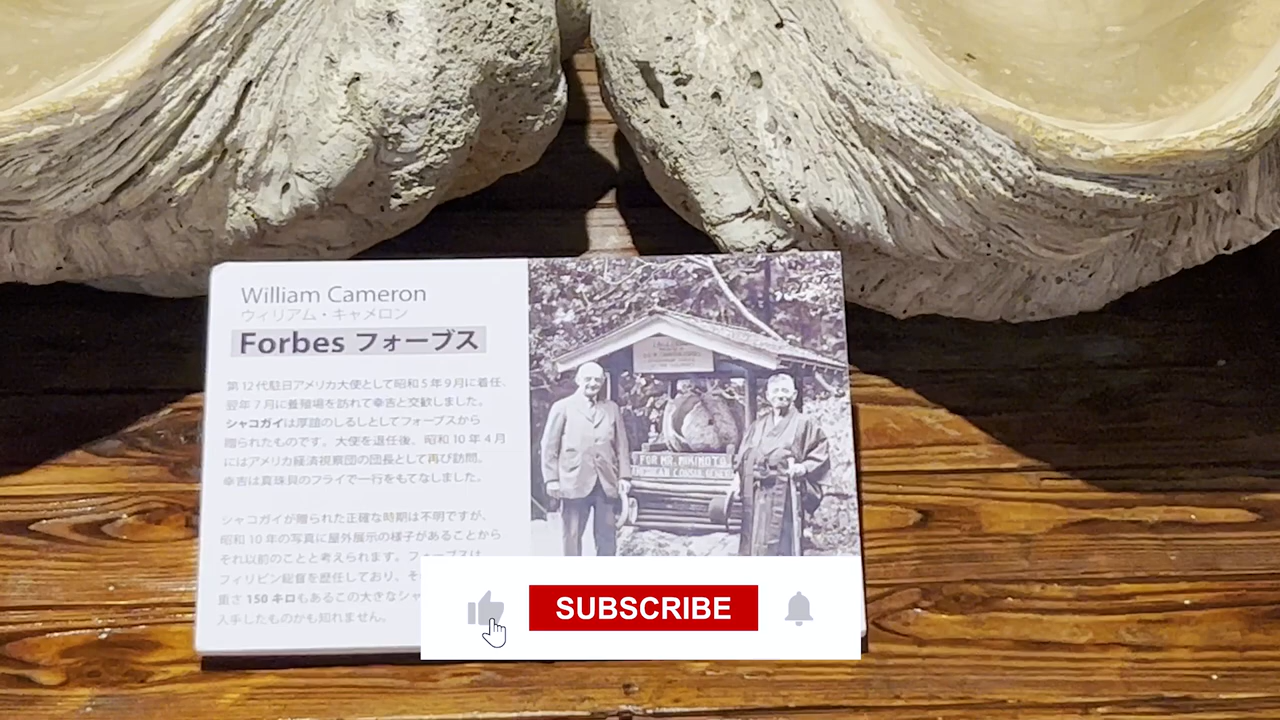 William Cameron
ウィリアム・キャメロン
Forbes フォーブス
第12代駐日アメリカ大使として昭和5年9月に着任、
翌年7月に養殖場を訪れて幸吉と交歓しました。
シャコガイは厚誼のしるしとしてフォーブスから
贈られたものです。大使を退任後、昭和10年4月
にはアメリカ経済視察団の団長として再び訪問。
幸吉は真珠貝のフライで一行をもてなしました。
シャコガイが贈られた正確な時期は不明ですが、
昭和10年の写真に屋外展示の様子があることから
それ以前のことと考えられます。フォーブスは
フィリピン総督を歴任しており、そ
重さ150キロもあるこの大きなシャ
入手したものかも知れません。
FOR MR. MIKIMOTO
AMERICAN CONSUL GENERAL
SUBSCRIBE